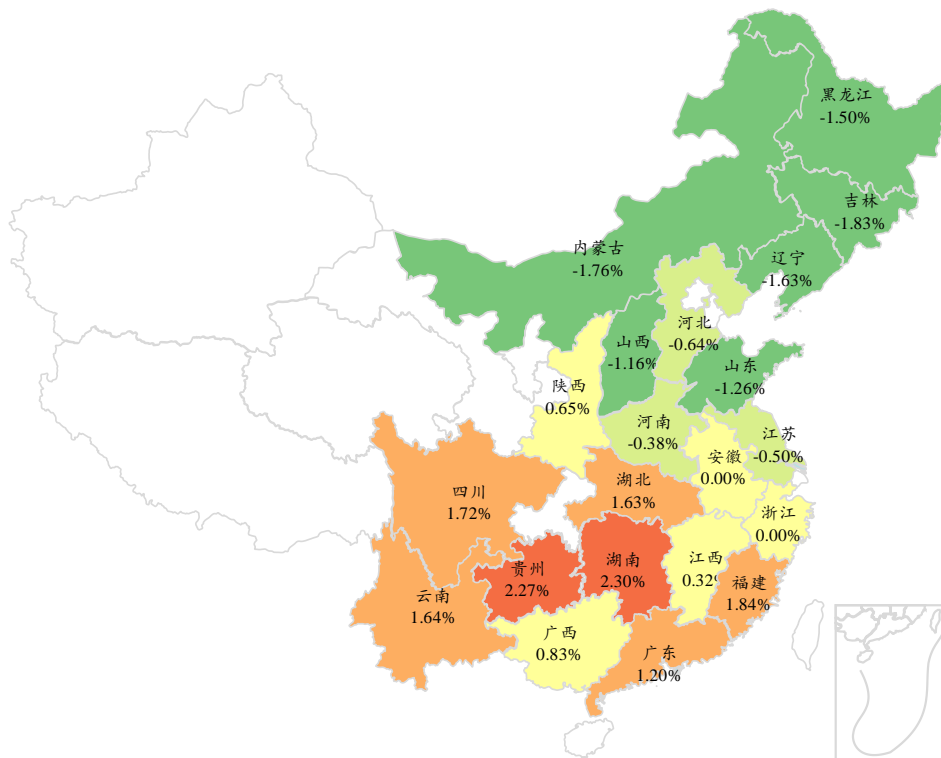 黑龙江
-1.50%
吉林
-1.83%
内蒙古
-1.76%
辽宁
-1.63%
河北
-0.64%
山西
-1.16%
山东
-1.26%
陕西
0.65%
河南
-0.38%
江苏
-0.50%
安徽
0.00%
四川
1.72%
湖北
1.63%
浙江
0.00%
贵州
2.27%
湖南
2.30%
江西
0.32%
福建
1.84%
云南
1.64%
广西
0.83%
广东
1.20%